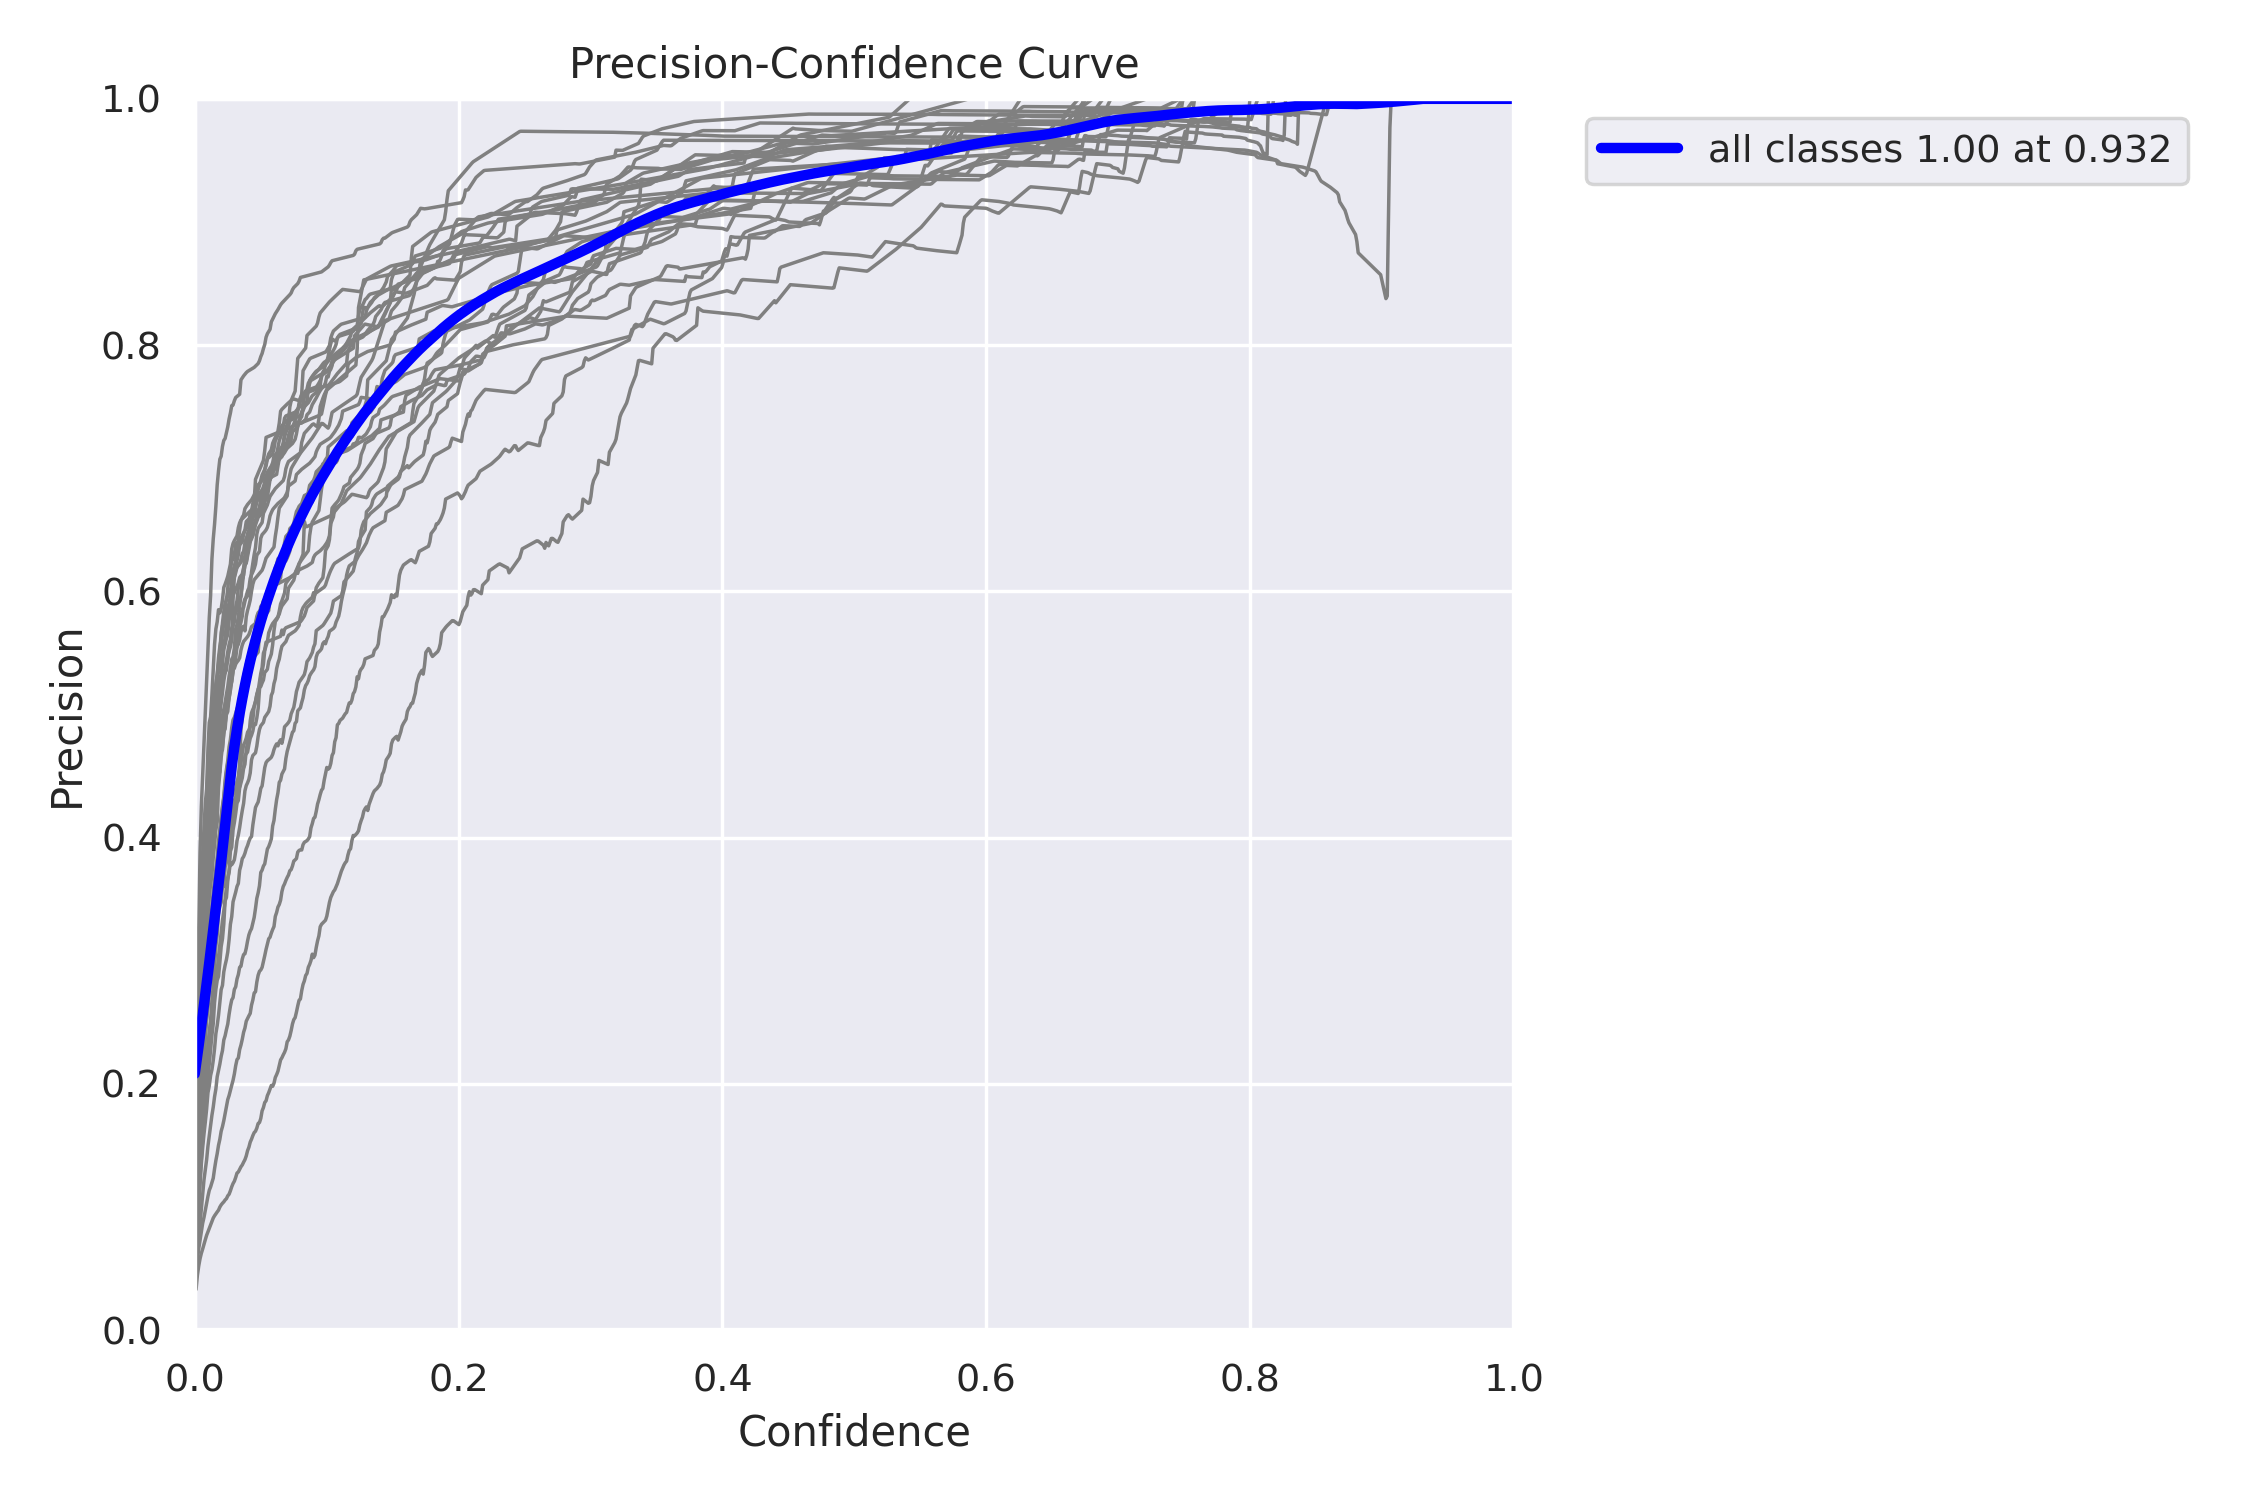 Precision-Confidence Curve
1.0
0.8
0.6
0.4
0.2
0.0
Precision
0.0 0.2 0.4 0.6 0.8 1.0
Confidence
all classes 1.00 at 0.932